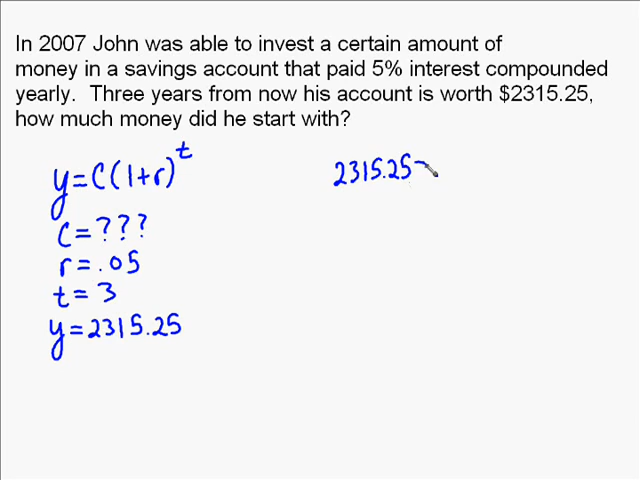 In 2007 John was able to invest a certain amount of
money in a savings account that paid 5% interest compounded
yearly. Three years from now his account is worth $2315.25,
how much money did he start with?
y=C(1+r)^t
2315.25
C=???
r=.05
t=3
y=2315.25